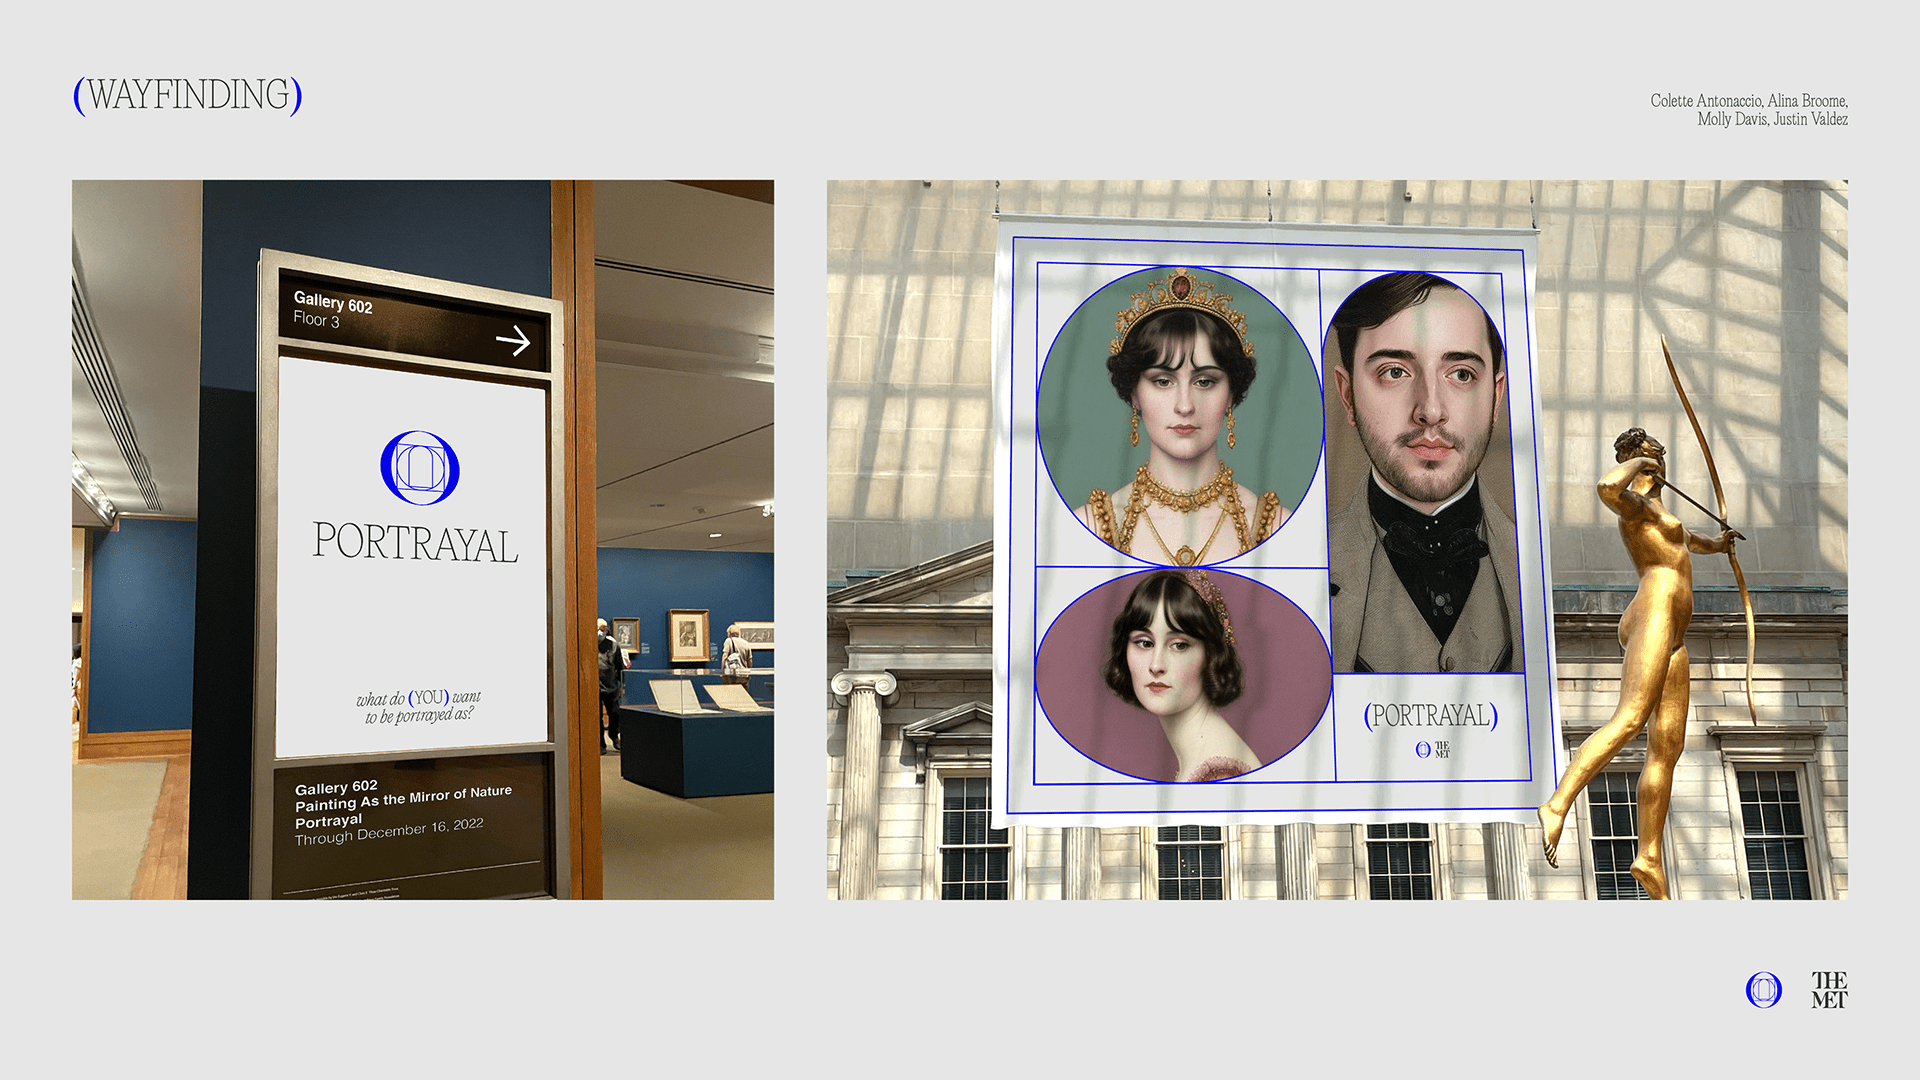 (WAYFINDING)
Colette Antonaccio, Alina Broome,
Molly Davis, Justin Valdez
Gallery 602
Floor 3
PORTRAYAL
what do (YOU) want
to be portrayed as?
Gallery 602
Painting As the Mirror of Nature
Portrayal
Through December 16, 2022
(PORTRAYAL)
THE
MET
THE
MET